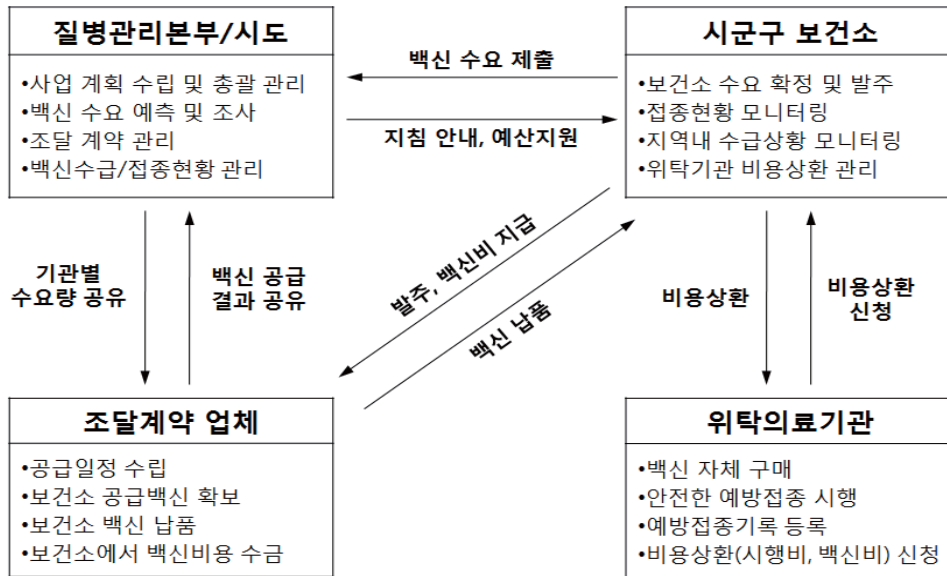 질병관리본부/시도
•사업 계획 수립 및 총괄 관리
•백신 수요 예측 및 조사
•조달 계약 관리
•백신수급/접종현황 관리
백신 수요 제출
지침 안내, 예산지원
시군구 보건소
•보건소 수요 확정 및 발주
•접종현황 모니터링
•지역내 수급상황 모니터링
•위탁기관 비용상환 관리
기관별
수요량 공유
백신 공급
결과 공유
발주, 백신비 지급
백신 납품
비용상환
비용상환
신청
조달계약 업체
•공급일정 수립
•보건소 공급백신 확보
•보건소 백신 납품
•보건소에서 백신비용 수금
위탁의료기관
•백신 자체 구매
•안전한 예방접종 시행
•예방접종기록 등록
•비용상환(시행비, 백신비) 신청